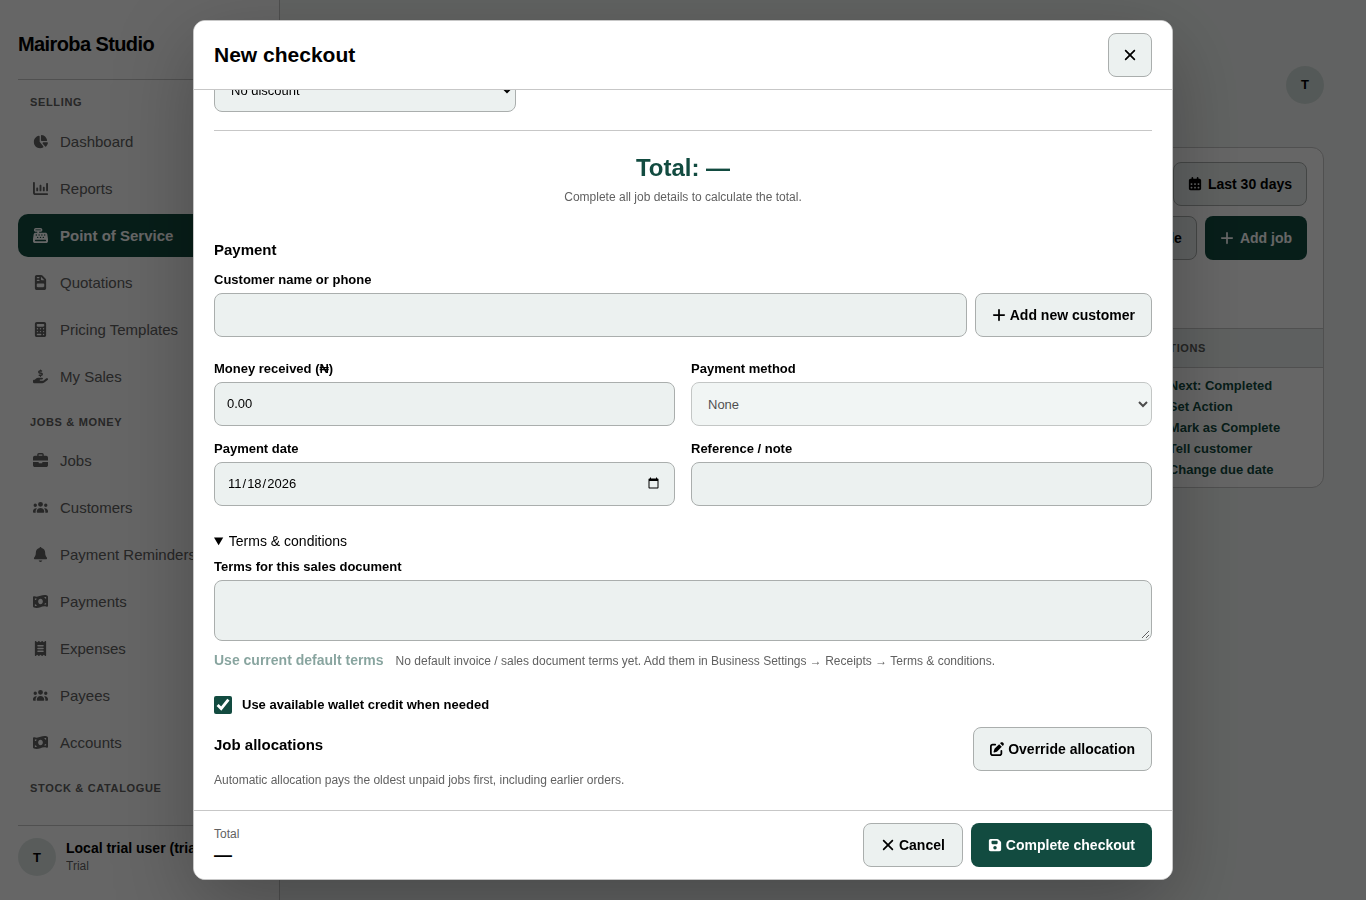 Mairoba Studio
SELLING
Dashboard
Reports
Point of Service
Quotations
Pricing Templates
My Sales
JOBS & MONEY
Jobs
Customers
Payment Reminders
Payments
Expenses
Payees
Accounts
STOCK & CATALOGUE
T
Local trial user (tria
Trial
New checkout
No discount
Total: —
Complete all job details to calculate the total.
Payment
Customer name or phone
Add new customer
Money received (₦)
Payment method
0.00
None
Payment date
Reference / note
11/18/2026
Terms & conditions
Terms for this sales document
Use current default terms No default invoice / sales document terms yet. Add them in Business Settings → Receipts → Terms & conditions.
Use available wallet credit when needed
Job allocations
Override allocation
Automatic allocation pays the oldest unpaid jobs first, including earlier orders.
Total
—
Cancel
Complete checkout
T
Last 30 days
Add job
Next: Completed
Set Action
Mark as Complete
Tell customer
Change due date